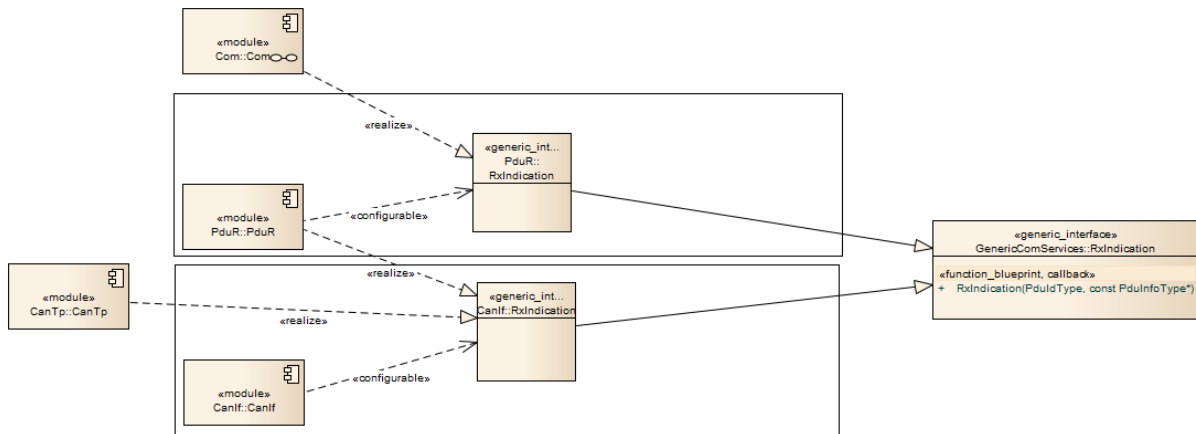 «module»
Com::Com
«realize»
«generic_int...
PduR::
RxIndication
«module»
PduR::PduR
«configurable»
«generic_interface»
GenericComServices::RxIndication
«function_blueprint, callback»
+ RxIndication(PduIdType, const PduInfoType*)
«realize»
«module»
CanTp::CanTp
«generic_int...
CanIf::RxIndication
«realize»
«module»
CanIf::CanIf
«configurable»